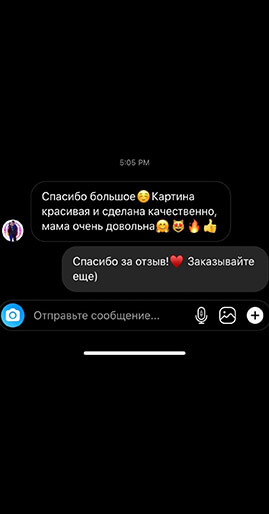 5:05 PM
Спасибо большое☺️Картина
красивая и сделана качественно,
мама очень довольна🤗😻🔥👍
Спасибо за отзыв!♥️ Заказывайте
еще)
Отправьте сообщение...